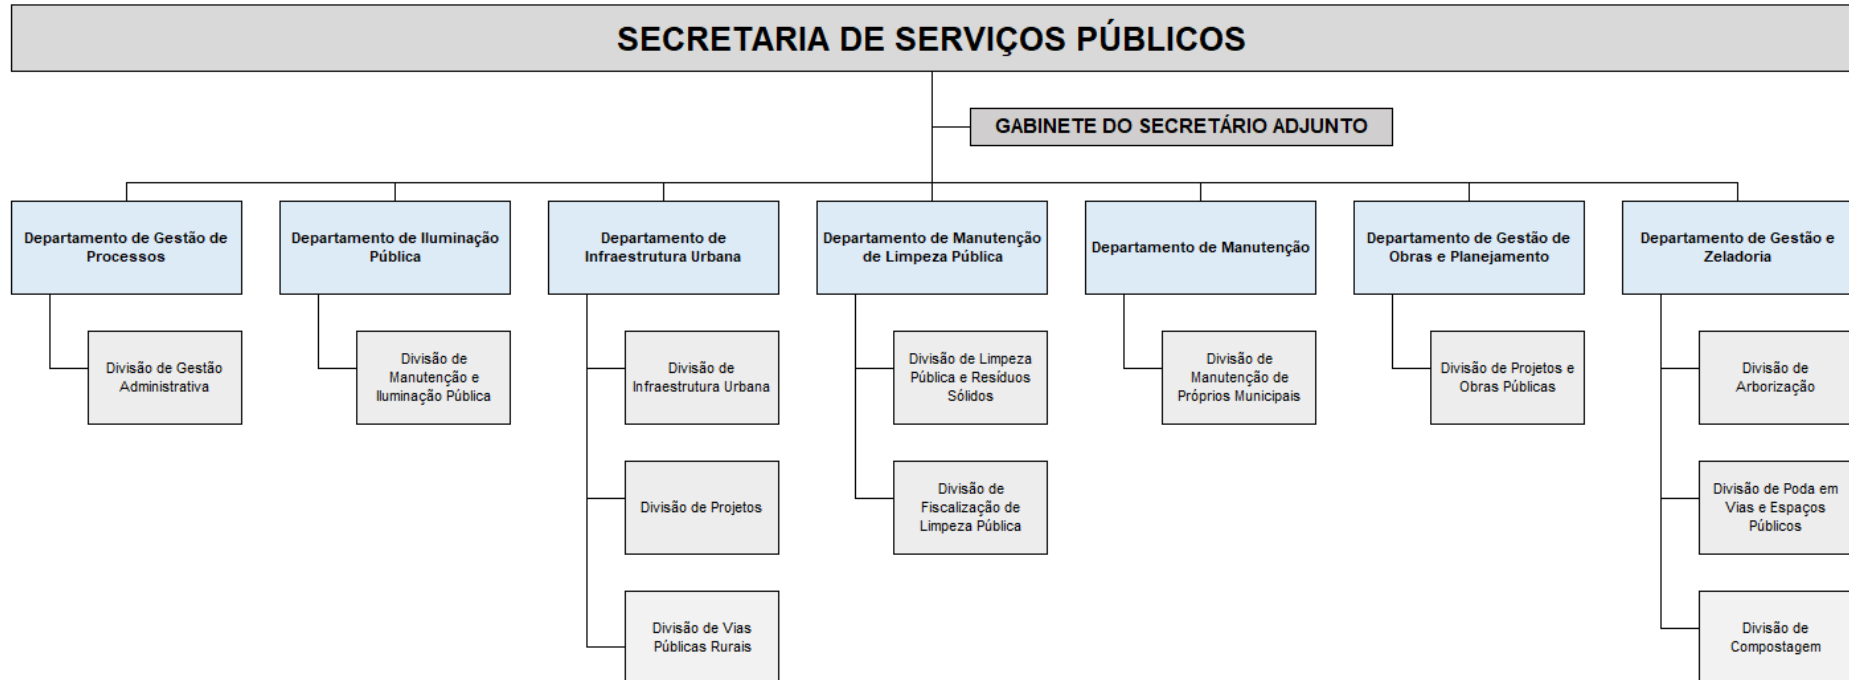 SECRETARIA DE SERVIÇOS PÚBLICOS
GABINETE DO SECRETÁRIO ADJUNTO
Departamento de Gestão de
Processos
Departamento de Iluminação
Pública
Departamento de
Infraestrutura Urbana
Departamento de Manutenção
de Limpeza Pública
Departamento de Manutenção
Departamento de Gestão de
Obras e Planejamento
Departamento de Gestão e
Zeladoria
Divisão de Gestão
Administrativa
Divisão de
Manutenção e
Iluminação Pública
Divisão de
Infraestrutura Urbana
Divisão de Limpeza
Pública e Resíduos
Sólidos
Divisão de
Manutenção de
Próprios Municipais
Divisão de Projetos e
Obras Públicas
Divisão de
Arborização
Divisão de Projetos
Divisão de
Fiscalização de
Limpeza Pública
Divisão de Poda em
Vias e Espaços
Públicos
Divisão de Vias
Públicas Rurais
Divisão de
Compostagem